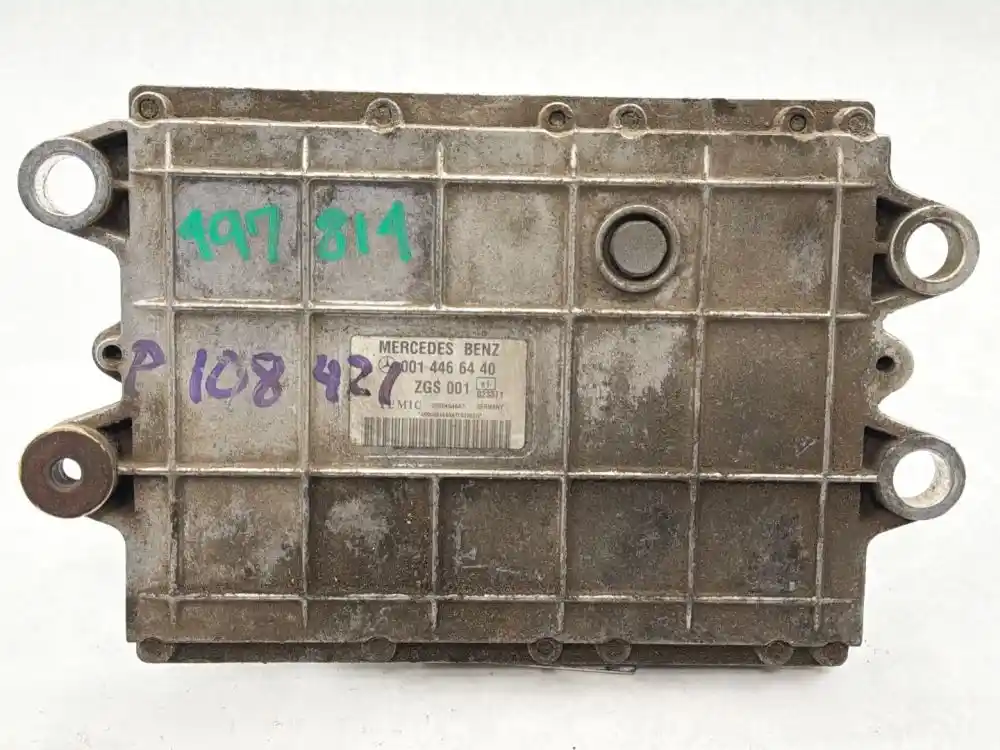 197 814
P 108 421
MERCEDES BENZ
001 446 64 40
ZGS 001
TEMIC
GERMANY